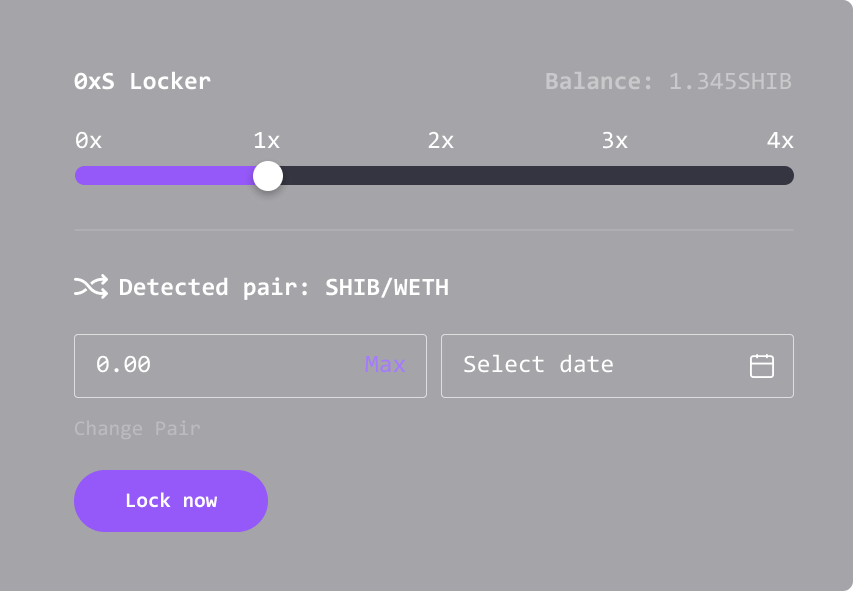 0xS Locker Balance: 1.345SHIB
0x 1x 2x 3x 4x
Detected pair: SHIB/WETH
0.00 Max Select date
Change Pair
Lock now